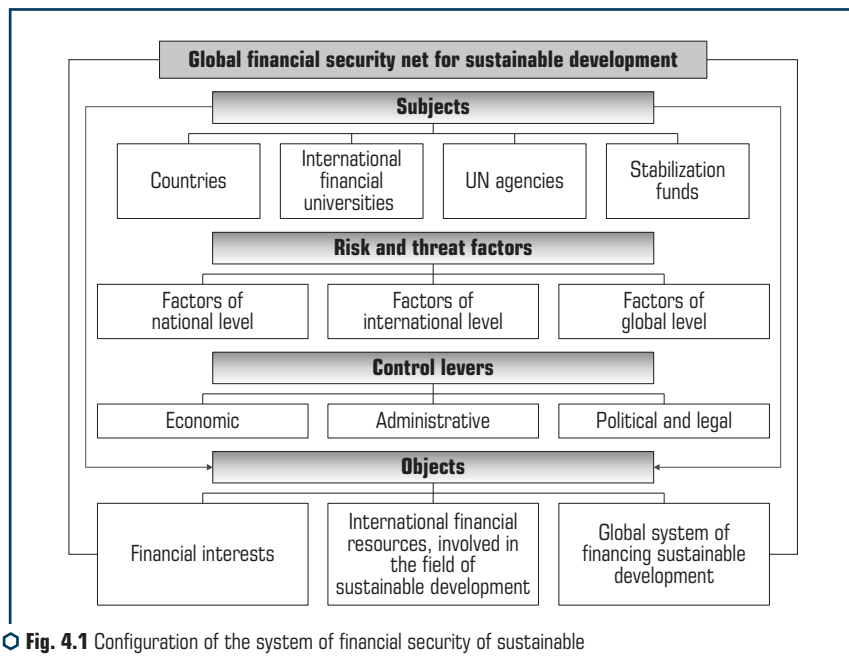 Global financial security net for sustainable development
Subjects
Countries
International
financial
universities
UN agencies
Stabilization
funds
Risk and threat factors
Factors of
national level
Factors of
international level
Factors of
global level
Control levers
Economic
Administrative
Political and legal
Objects
Financial interests
International financial
resources, involved in
the field of
sustainable development
Global system of
financing sustainable
development
Fig. 4.1 Configuration of the system of financial security of sustainable